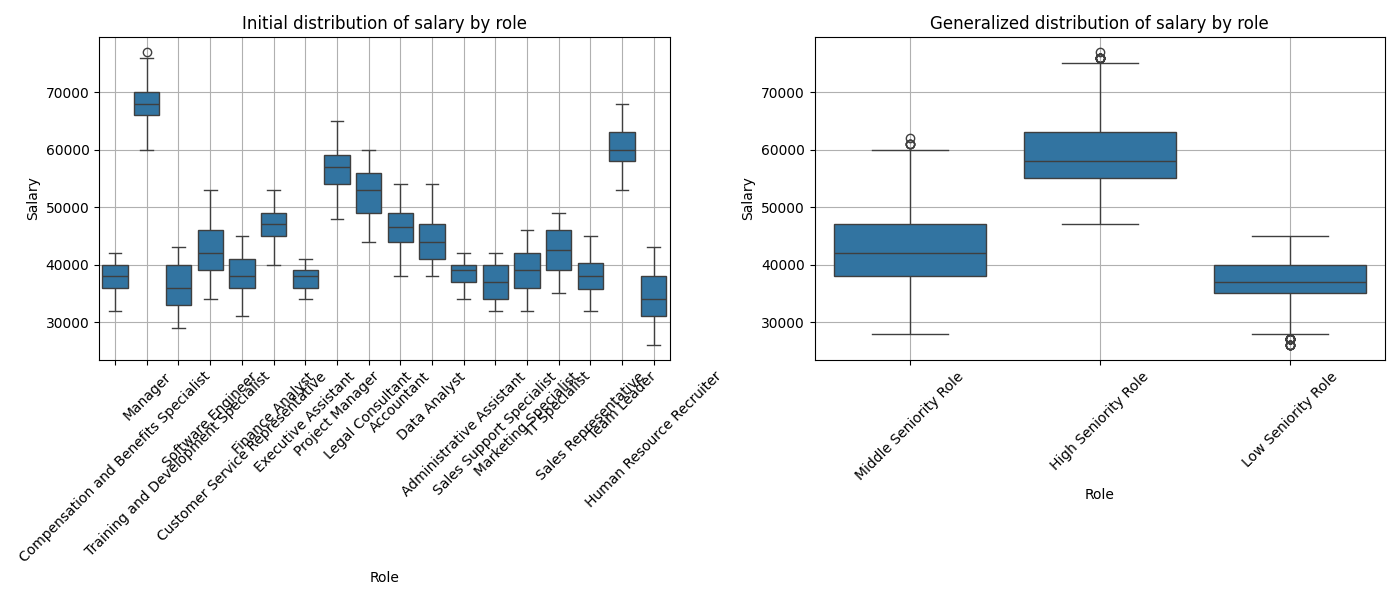 Initial distribution of salary by role
Salary
70000
60000
50000
40000
30000
Compensation and Benefits Specialist
Manager
Training and Development Specialist
Software Engineer
Customer Service Representative
Finance Analyst
Executive Assistant
Project Manager
Legal Consultant
Accountant
Data Analyst
Administrative Assistant
Sales Support Specialist
Marketing Specialist
IT Specialist
Sales Representative
Team Leader
Human Resource Recruiter
Role
Generalized distribution of salary by role
Salary
70000
60000
50000
40000
30000
Middle Seniority Role
High Seniority Role
Low Seniority Role
Role